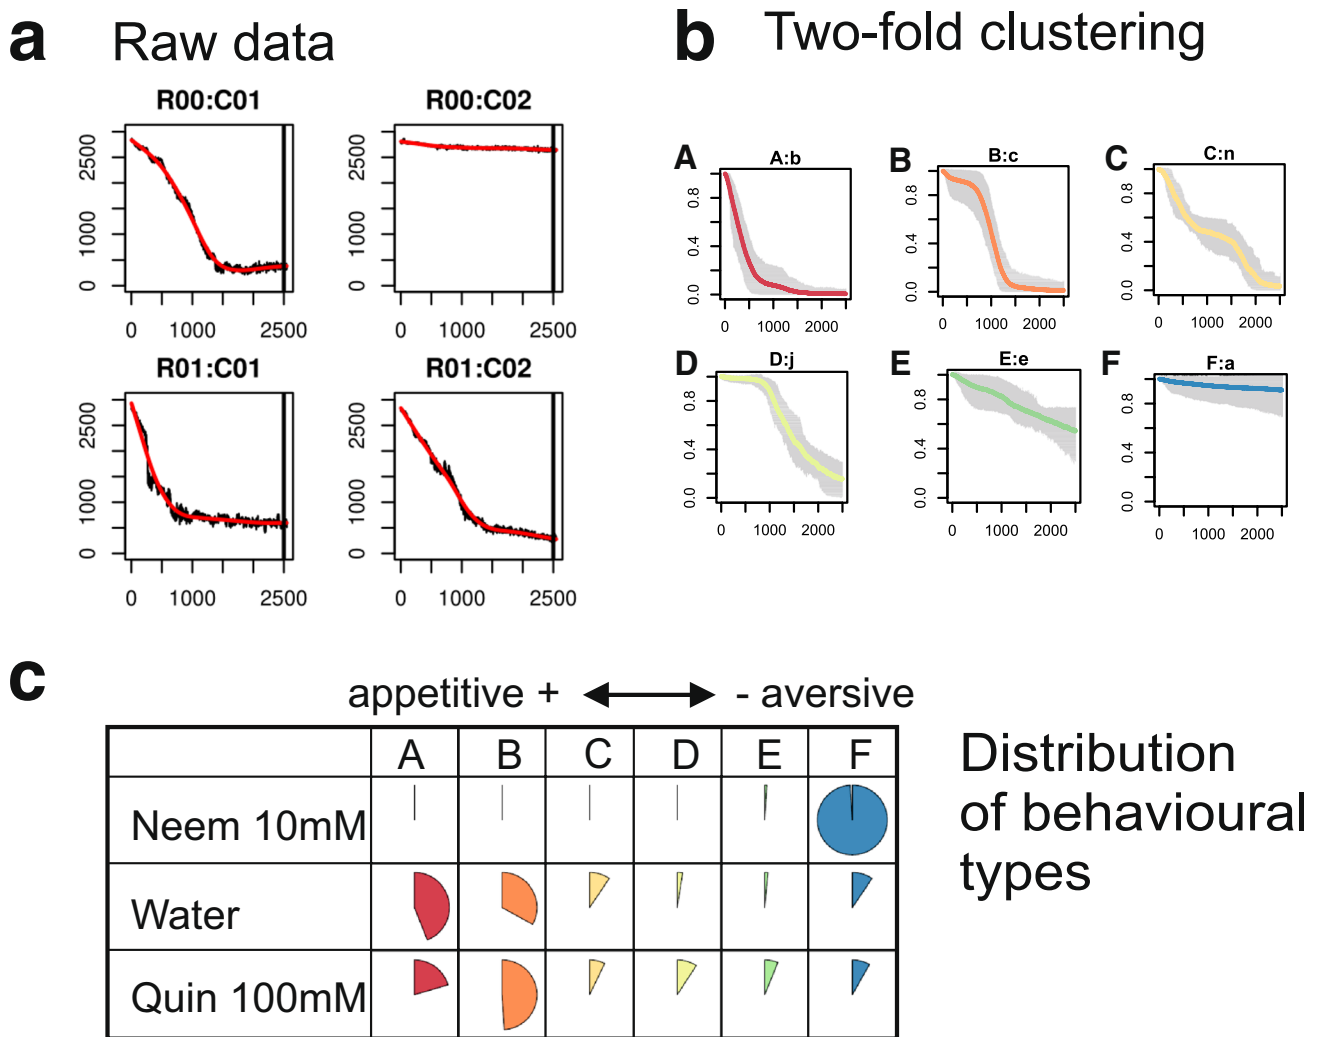 a Raw data
R00:C01
R00:C02
2500
1000
0
0 1000 2500
2500
1000
0
0 1000 2500
R01:C01
R01:C02
2500
1000
0
0 1000 2500
2500
1000
0
0 1000 2500
b Two-fold clustering
A A:b
0.8
0.4
0.0
0 1000 2000
B B:c
0.8
0.4
0.0
0 1000 2000
C C:n
0.8
0.4
0.0
0 1000 2000
D D:j
0.8
0.4
0.0
0 1000 2000
E E:e
0.8
0.4
0.0
0 1000 2000
F F:a
0.8
0.4
0.0
0 1000 2000
c appetitive + - aversive
A B C D E F
Neem 10mM
Water
Quin 100mM
Distribution
of behavioural
types